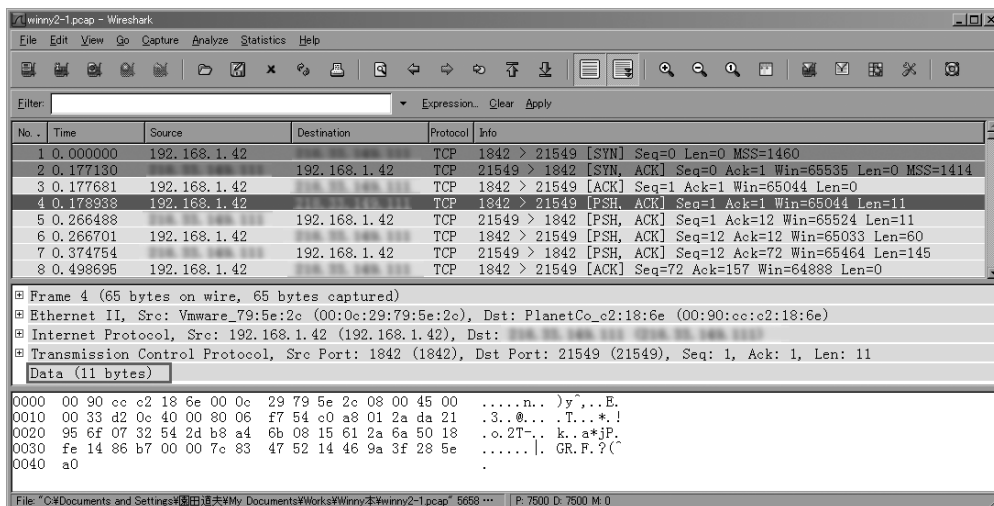 winny2-1.pcap - Wireshark
File Edit View Go Capture Analyze Statistics Help
Filter: Expression... Clear Apply
No. . Time Source Destination Protocol Info
1 0.000000 192.168.1.42 TCP 1842 > 21549 [SYN] Seq=0 Len=0 MSS=1460
2 0.177130 192.168.1.42 TCP 21549 > 1842 [SYN, ACK] Seq=0 Ack=1 Win=65535 Len=0 MSS=1414
3 0.177681 192.168.1.42 TCP 1842 > 21549 [ACK] Seq=1 Ack=1 Win=65044 Len=0
4 0.178938 192.168.1.42 TCP 1842 > 21549 [PSH, ACK] Seq=1 Ack=1 Win=65044 Len=11
5 0.266488 192.168.1.42 TCP 21549 > 1842 [PSH, ACK] Seq=1 Ack=12 Win=65524 Len=11
6 0.266701 192.168.1.42 TCP 1842 > 21549 [PSH, ACK] Seq=12 Ack=12 Win=65033 Len=60
7 0.374754 192.168.1.42 TCP 21549 > 1842 [PSH, ACK] Seq=12 Ack=72 Win=65464 Len=145
8 0.498695 192.168.1.42 TCP 1842 > 21549 [ACK] Seq=72 Ack=157 Win=64888 Len=0
Frame 4 (65 bytes on wire, 65 bytes captured)
Ethernet II, Src: Vmware_79:5e:2c (00:0c:29:79:5e:2c), Dst: PlanetCo_c2:18:6e (00:90:cc:c2:18:6e)
Internet Protocol, Src: 192.168.1.42 (192.168.1.42), Dst:
Transmission Control Protocol, Src Port: 1842 (1842), Dst Port: 21549 (21549), Seq: 1, Ack: 1, Len: 11
Data (11 bytes)
0000 00 90 cc c2 18 6e 00 0c 29 79 5e 2c 08 00 45 00 .....n.. )y^,..E.
0010 00 33 d2 0c 40 00 80 06 f7 54 c0 a8 01 2a da 21 .3..@... .T...*.!
0020 95 6f 07 32 54 2d b8 a4 6b 08 15 61 2a 6a 50 18 .o.2T-.. k..a*jP.
0030 fe 14 86 b7 00 00 7c 83 47 52 14 46 9a 3f 28 5e ......|. GR.F.?(^
0040 a0 .
File: "C:¥Documents and Settings¥園田道夫¥My Documents¥Works¥Winny本¥winny2-1.pcap" 5658 ··· P: 7500 D: 7500 M: 0